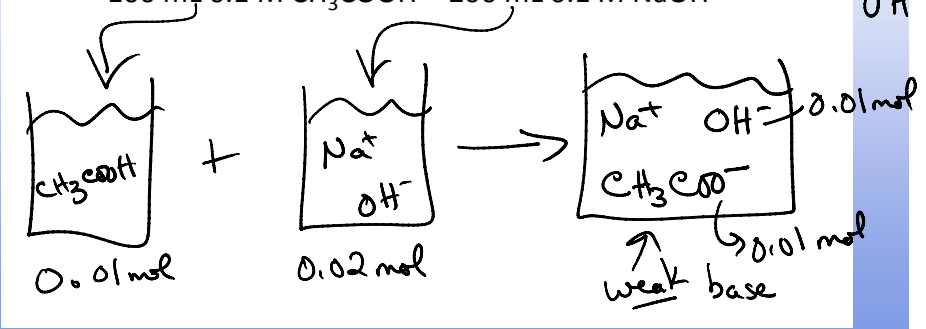 CH₃COOH + Na⁺ OH⁻ → Na⁺ OH⁻ 0.01 mol
CH₃COO⁻
0.01 mol 0.02 mol 0.01 mol
weak base
OH